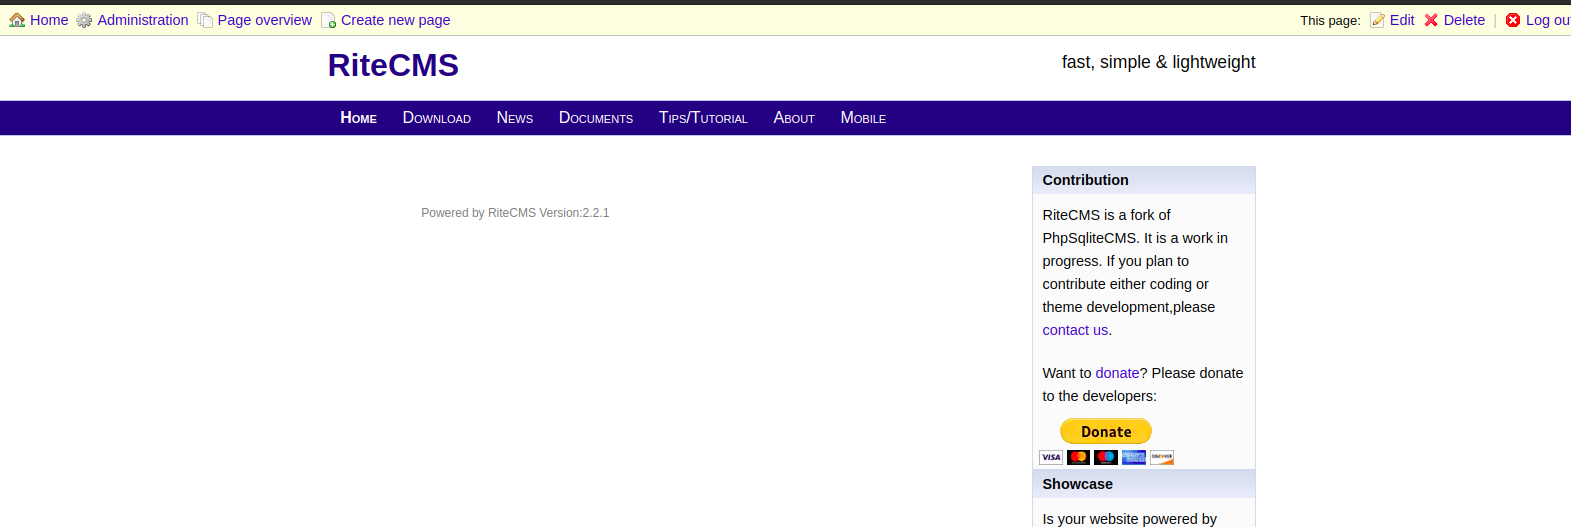 Home Administration Page overview Create new page This page: Edit Delete | Log out
RiteCMS fast, simple & lightweight
Home Download News Documents Tips/Tutorial About Mobile
Powered by RiteCMS Version:2.2.1
Contribution
RiteCMS is a fork of
PhpSqliteCMS. It is a work in
progress. If you plan to
contribute either coding or
theme development,please
contact us.
Want to donate? Please donate
to the developers:
Donate
VISA DISCOVER
Showcase
Is your website powered by